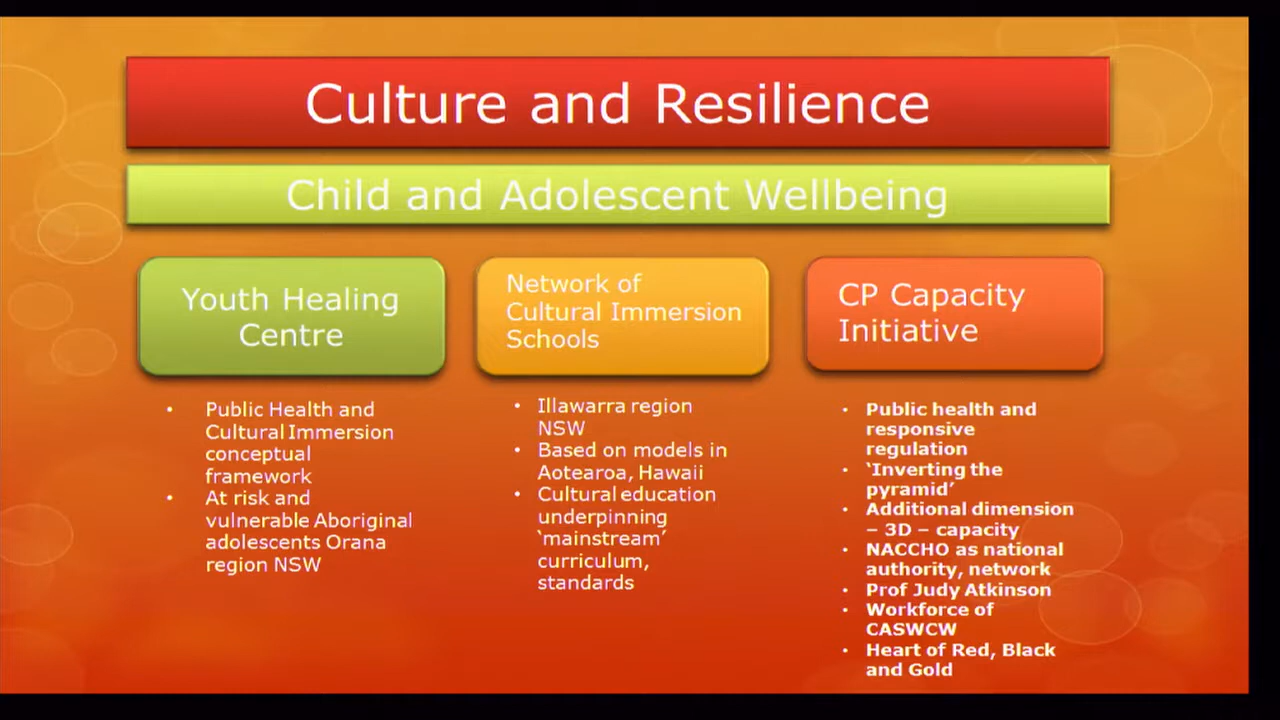 Culture and Resilience
Child and Adolescent Wellbeing
Youth Healing
Centre
• Public Health and
Cultural Immersion
conceptual
framework
• At risk and
vulnerable Aboriginal
adolescents Orana
region NSW
Network of
Cultural Immersion
Schools
• Illawarra region
NSW
• Based on models in
Aotearoa, Hawaii
• Cultural education
underpinning
‘mainstream’
curriculum,
standards
CP Capacity
Initiative
• Public health and
responsive
regulation
• ‘Inverting the
pyramid’
• Additional dimension
– 3D – capacity
• NACCHO as national
authority, network
• Prof Judy Atkinson
• Workforce of
CASWCW
• Heart of Red, Black
and Gold